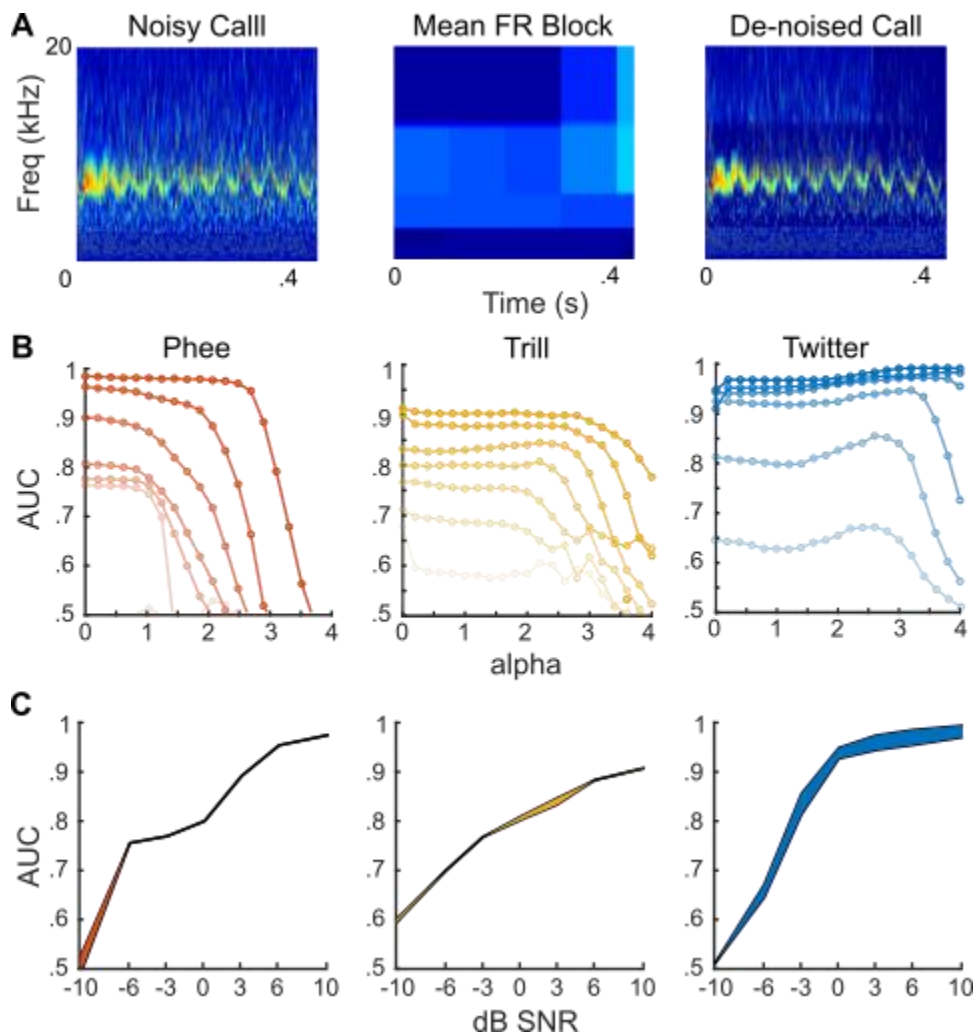 A Noisy Calll Mean FR Block De-noised Call
20
Freq (kHz)
0 .4 0 .4 0 .4
Time (s)
B Phee Trill Twitter
1 1 1
.9 .9 .9
.8 .8 .8
AUC
.7 .7 .7
.6 .6 .6
.5 .5 .5
0 1 2 3 4 0 1 2 3 4 0 1 2 3 4
alpha
C
1 1 1
.9 .9 .9
.8 .8 .8
AUC
.7 .7 .7
.6 .6 .6
.5 .5 .5
-10 -6 -3 0 3 6 10 -10 -6 -3 0 3 6 10 -10 -6 -3 0 3 6 10
dB SNR